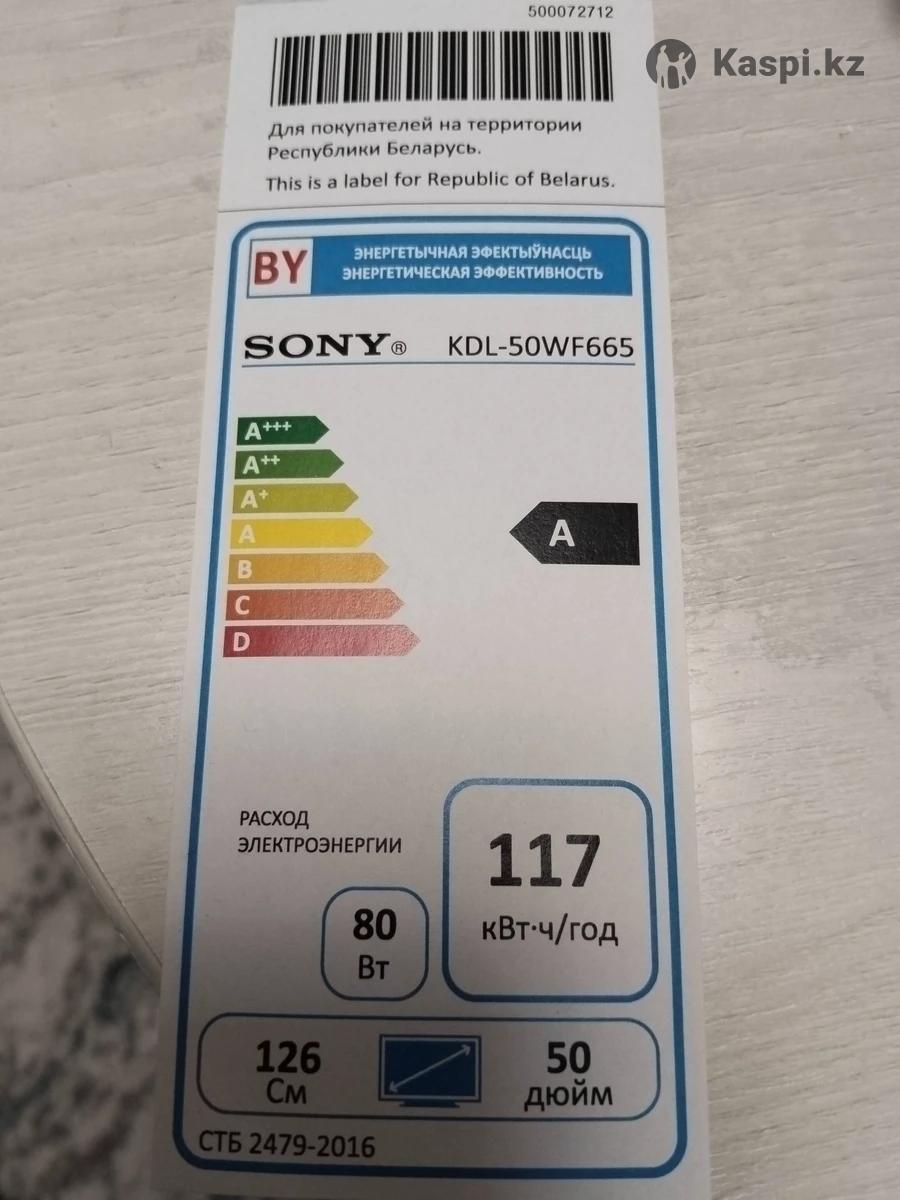 500072712
Kaspi.kz
Для покупателей на территории
Республики Беларусь.
This is a label for Republic of Belarus.
BY
ЭНЕРГЕТЫЧНАЯ ЭФЕКТЫЎНАСЦЬ
ЭНЕРГЕТИЧЕСКАЯ ЭФФЕКТИВНОСТЬ
SONY® KDL-50WF665
A+++
A++
A+
A
A
B
C
D
РАСХОД
ЭЛЕКТРОЭНЕРГИИ
117
кВт·ч/год
80
Вт
126
См
50
дюйм
СТБ 2479-2016